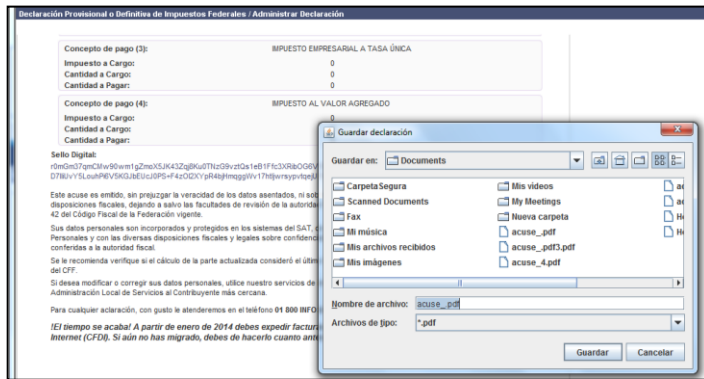 Declaración Provisional o Definitiva de Impuestos Federales / Administrar Declaración
Concepto de pago (3): IMPUESTO EMPRESARIAL A TASA ÚNICA
Impuesto a Cargo: 0
Cantidad a Cargo: 0
Cantidad a Pagar: 0
Concepto de pago (4): IMPUESTO AL VALOR AGREGADO
Impuesto a Cargo: 0
Cantidad a Cargo:
Cantidad a Pagar:
Sello Digital:
Este acuse es emitido, sin prejuzgar la veracidad de los datos asentados, ni
disposiciones fiscales, dejando a salvo las facultades de revisión de la autoridad
42 del Código Fiscal de la Federación vigente.
Sus datos personales son incorporados y protegidos en los sistemas del SAT,
Personales y con las diversas disposiciones fiscales y legales sobre
conferidas a la autoridad fiscal.
Se le recomienda verifique si el cálculo de la parte actualizada consideró el
del CFF.
Si desea modificar o corregir sus datos personales, utilice nuestro servicios de
Administración Local de Servicios al Contribuyente más cercana.
Para cualquier aclaración, con gusto le atenderemos en el teléfono 01 800
!El tiempo se acaba! A partir de enero de 2014 debes expedir
Internet (CFDI). Si aún no has migrado, debes de hacerlo cuanto
Guardar declaración
Guardar en: Documents
CarpetaSegura Mis vídeos
Scanned Documents My Meetings
Fax Nueva carpeta
Mi música acuse_.pdf
Mis archivos recibidos acuse_.pdf3.pdf
Mis imágenes acuse_4.pdf
Nombre de archivo: acuse_.pdf
Archivos de tipo: *.pdf
Guardar Cancelar